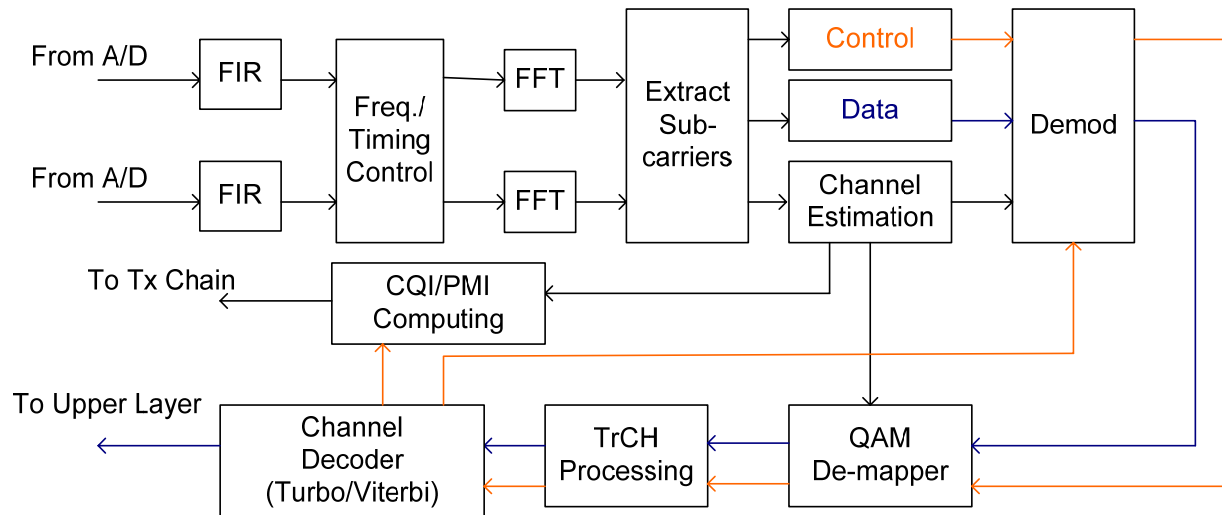 From A/D
FIR
Freq./
Timing
Control
FFT
Extract
Sub-
carriers
Control
Data
Demod
From A/D
FIR
FFT
Channel
Estimation
To Tx Chain
CQI/PMI
Computing
To Upper Layer
Channel
Decoder
(Turbo/Viterbi)
TrCH
Processing
QAM
De-mapper